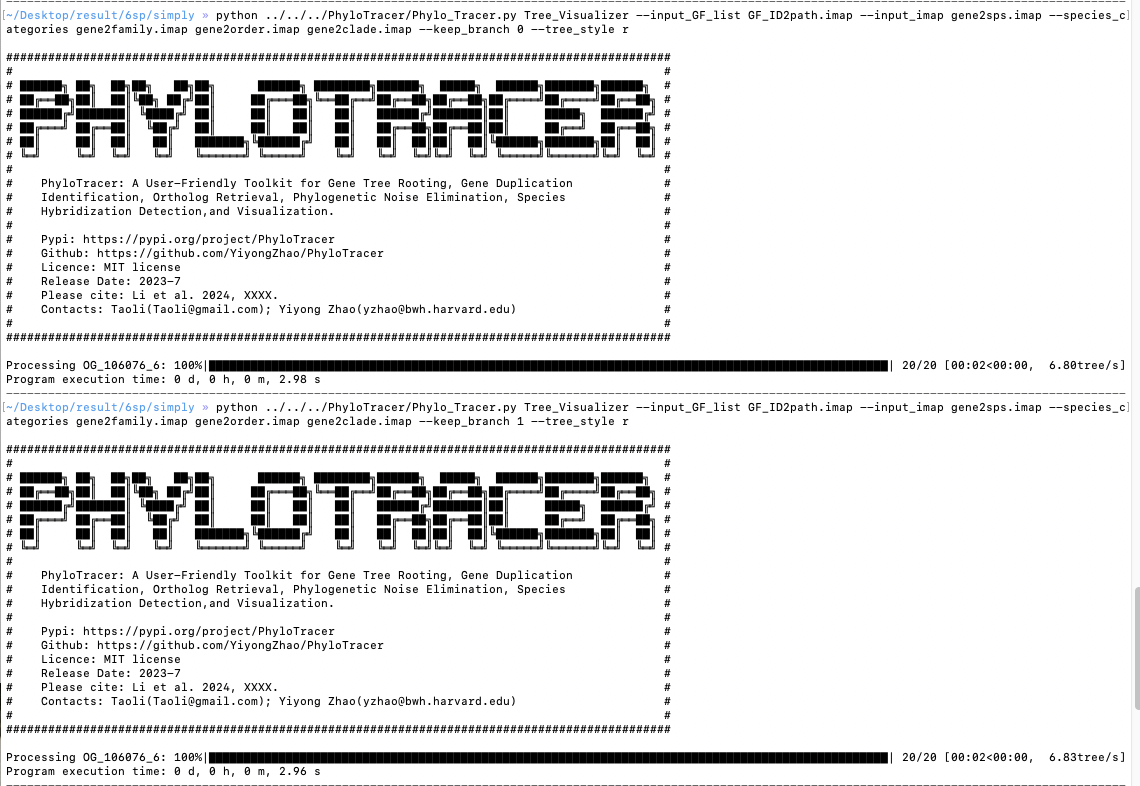 [~/Desktop/result/6sp/simply » python ../../../PhyloTracer/Phylo_Tracer.py Tree_Visualizer --input_GF_list GF_ID2path.imap --input_imap gene2sps.imap --species_c]
ategories gene2family.imap gene2order.imap gene2clade.imap --keep_branch 0 --tree_style r
###############################################################################################
#                                                                                             #
# PHYLOTRACER #
#                                                                                             #
#    PhyloTracer: A User-Friendly Toolkit for Gene Tree Rooting, Gene Duplication             #
#    Identification, Ortholog Retrieval, Phylogenetic Noise Elimination, Species              #
#    Hybridization Detection,and Visualization.                                               #
#                                                                                             #
#    Pypi: https://pypi.org/project/PhyloTracer                                               #
#    Github: https://github.com/YiyongZhao/PhyloTracer                                        #
#    Licence: MIT license                                                                     #
#    Release Date: 2023-7                                                                     #
#    Please cite: Li et al. 2024, XXXX.                                                       #
#    Contacts: Taoli(Taoli@gmail.com); Yiyong Zhao(yzhao@bwh.harvard.edu)                     #
#                                                                                             #
###############################################################################################
Processing OG_106076_6: 100%|| 20/20 [00:02<00:00,  6.80tree/s]
Program execution time: 0 d, 0 h, 0 m, 2.98 s
[~/Desktop/result/6sp/simply » python ../../../PhyloTracer/Phylo_Tracer.py Tree_Visualizer --input_GF_list GF_ID2path.imap --input_imap gene2sps.imap --species_c]
ategories gene2family.imap gene2order.imap gene2clade.imap --keep_branch 1 --tree_style r
###############################################################################################
#                                                                                             #
# PHYLOTRACER #
#                                                                                             #
#    PhyloTracer: A User-Friendly Toolkit for Gene Tree Rooting, Gene Duplication             #
#    Identification, Ortholog Retrieval, Phylogenetic Noise Elimination, Species              #
#    Hybridization Detection,and Visualization.                                               #
#                                                                                             #
#    Pypi: https://pypi.org/project/PhyloTracer                                               #
#    Github: https://github.com/YiyongZhao/PhyloTracer                                        #
#    Licence: MIT license                                                                     #
#    Release Date: 2023-7                                                                     #
#    Please cite: Li et al. 2024, XXXX.                                                       #
#    Contacts: Taoli(Taoli@gmail.com); Yiyong Zhao(yzhao@bwh.harvard.edu)                     #
#                                                                                             #
###############################################################################################
Processing OG_106076_6: 100%|| 20/20 [00:02<00:00,  6.83tree/s]
Program execution time: 0 d, 0 h, 0 m, 2.96 s